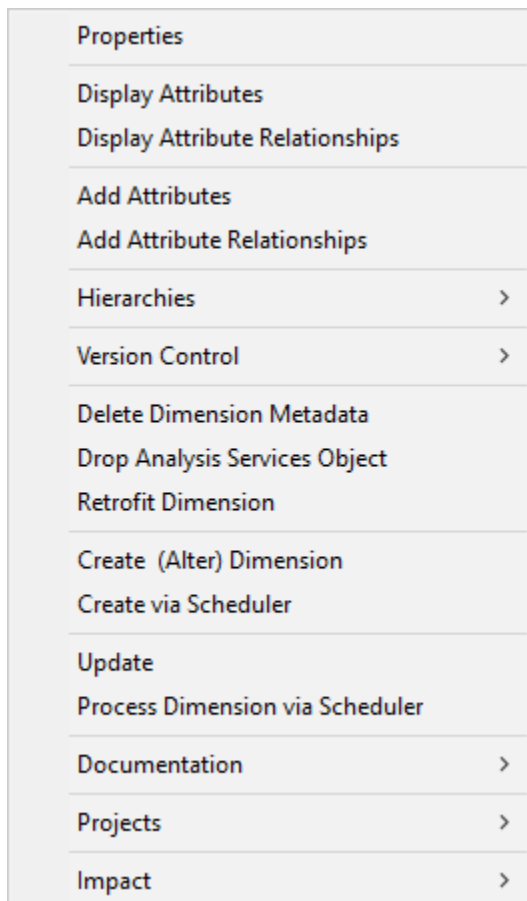 Properties
Display Attributes
Display Attribute Relationships
Add Attributes
Add Attribute Relationships
Hierarchies
Version Control
Delete Dimension Metadata
Drop Analysis Services Object
Retrofit Dimension
Create  (Alter) Dimension
Create via Scheduler
Update
Process Dimension via Scheduler
Documentation
Projects
Impact